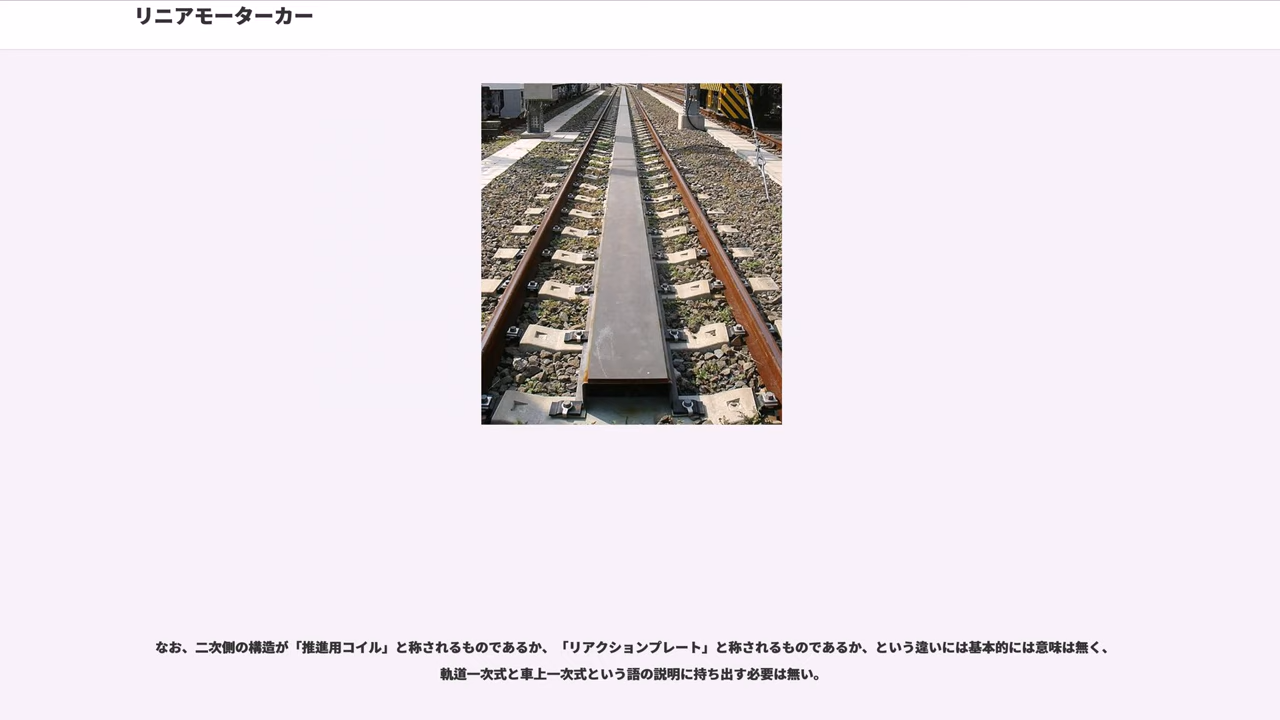 リニアモーターカー
なお、二次側の構造が「推進用コイル」と称されるものであるか、「リアクションプレート」と称されるものであるか、という違いには基本的には意味は無く、
軌道一次式と車上一次式という語の説明に持ち出す必要は無い。